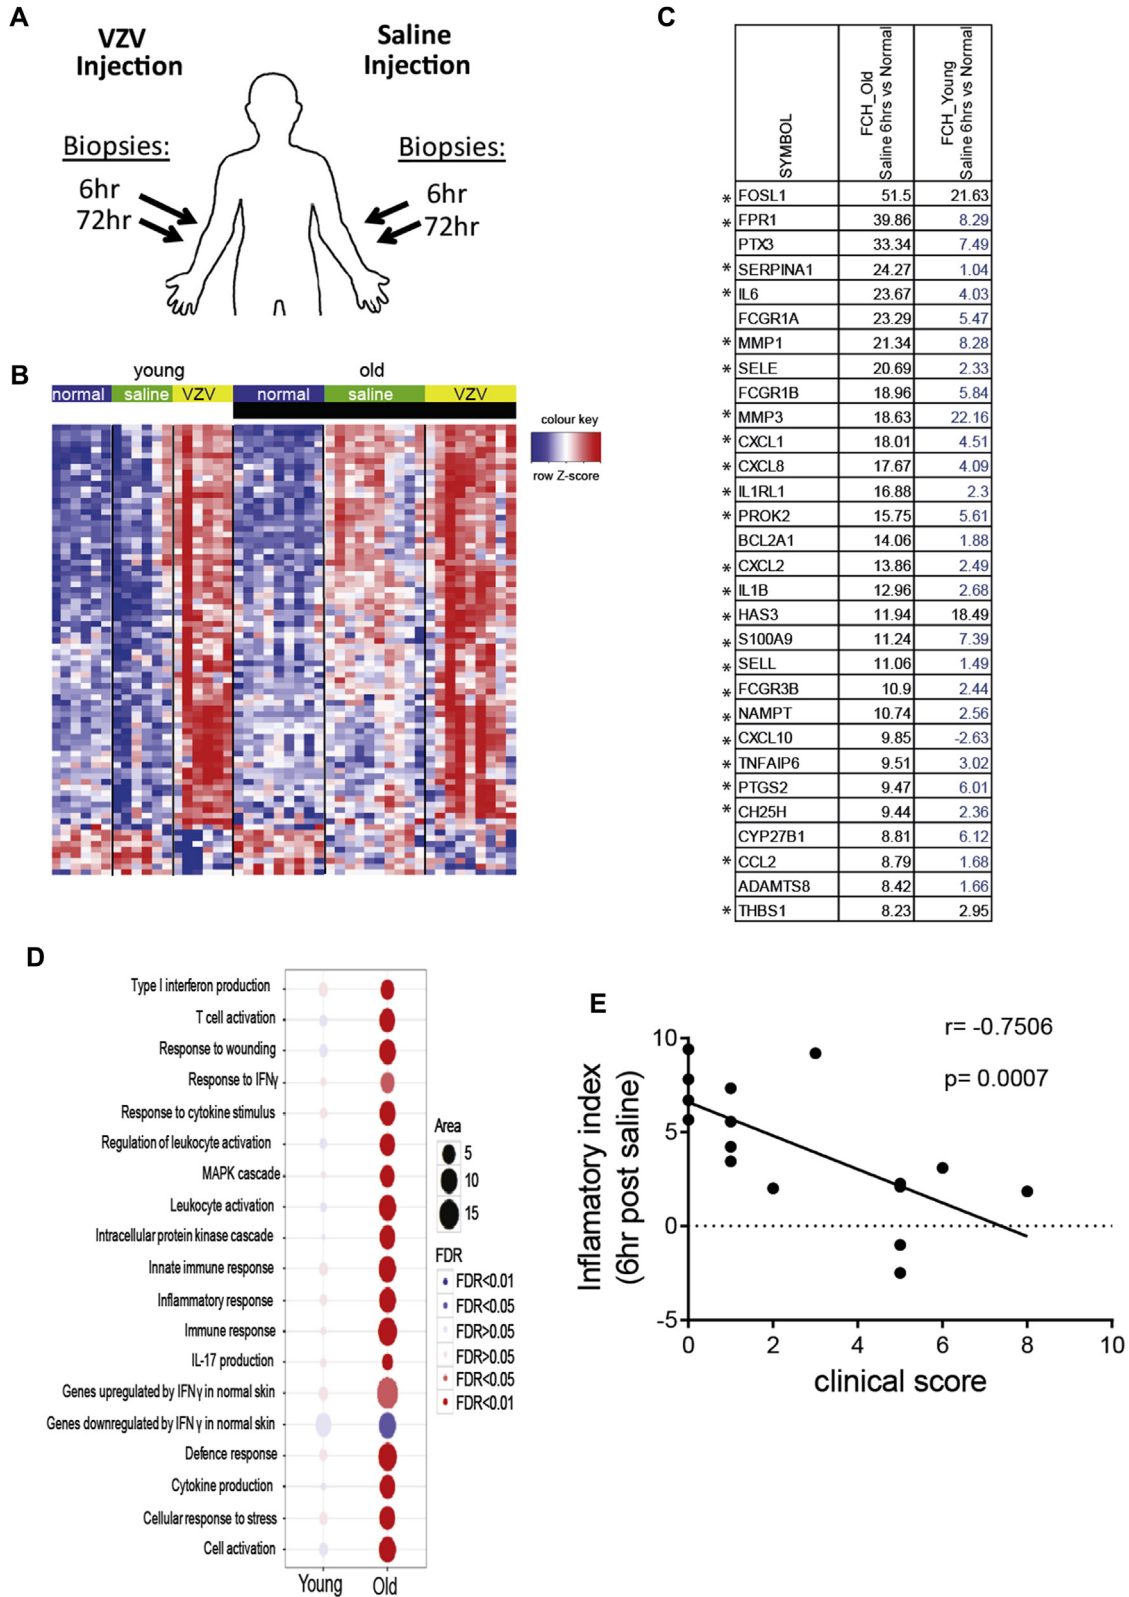 A
VZV
Injection
Saline
Injection
Biopsies:
6hr
72hr
Biopsies:
6hr
72hr
B
young
old
normal
saline
VZV
normal
saline
VZV
colour key
row Z-score
C
SYMBOL
FCH_Old
Saline 6hrs vs Normal
FCH_Young
Saline 6hrs vs Normal
* FOSL1 51.5 21.63
* FPR1 39.86 8.29
PTX3 33.34 7.49
* SERPINA1 24.27 1.04
* IL6 23.67 4.03
FCGR1A 23.29 5.47
* MMP1 21.34 8.28
* SELE 20.69 2.33
FCGR1B 18.96 5.84
* MMP3 18.63 22.16
* CXCL1 18.01 4.51
* CXCL8 17.67 4.09
* IL1RL1 16.88 2.3
* PROK2 15.75 5.61
BCL2A1 14.06 1.88
* CXCL2 13.86 2.49
* IL1B 12.96 2.68
* HAS3 11.94 18.49
* S100A9 11.24 7.39
* SELL 11.06 1.49
* FCGR3B 10.9 2.44
* NAMPT 10.74 2.56
* CXCL10 9.85 -2.63
* TNFAIP6 9.51 3.02
* PTGS2 9.47 6.01
* CH25H 9.44 2.36
CYP27B1 8.81 6.12
* CCL2 8.79 1.68
ADAMTS8 8.42 1.66
* THBS1 8.23 2.95
D
Type I interferon production
T cell activation
Response to wounding
Response to IFNγ
Response to cytokine stimulus
Regulation of leukocyte activation
MAPK cascade
Leukocyte activation
Intracellular protein kinase cascade
Innate immune response
Inflammatory response
Immune response
IL-17 production
Genes upregulated by IFNγ in normal skin
Genes downregulated by IFNγ in normal skin
Defence response
Cytokine production
Cellular response to stress
Cell activation
Young
Old
Area
5
10
15
FDR
FDR<0.01
FDR<0.05
FDR>0.05
FDR>0.05
FDR<0.05
FDR<0.01
E
r= -0.7506
p= 0.0007
Inflamatory index
(6hr post saline)
10
5
0
-5
0 2 4 6 8 10
clinical score